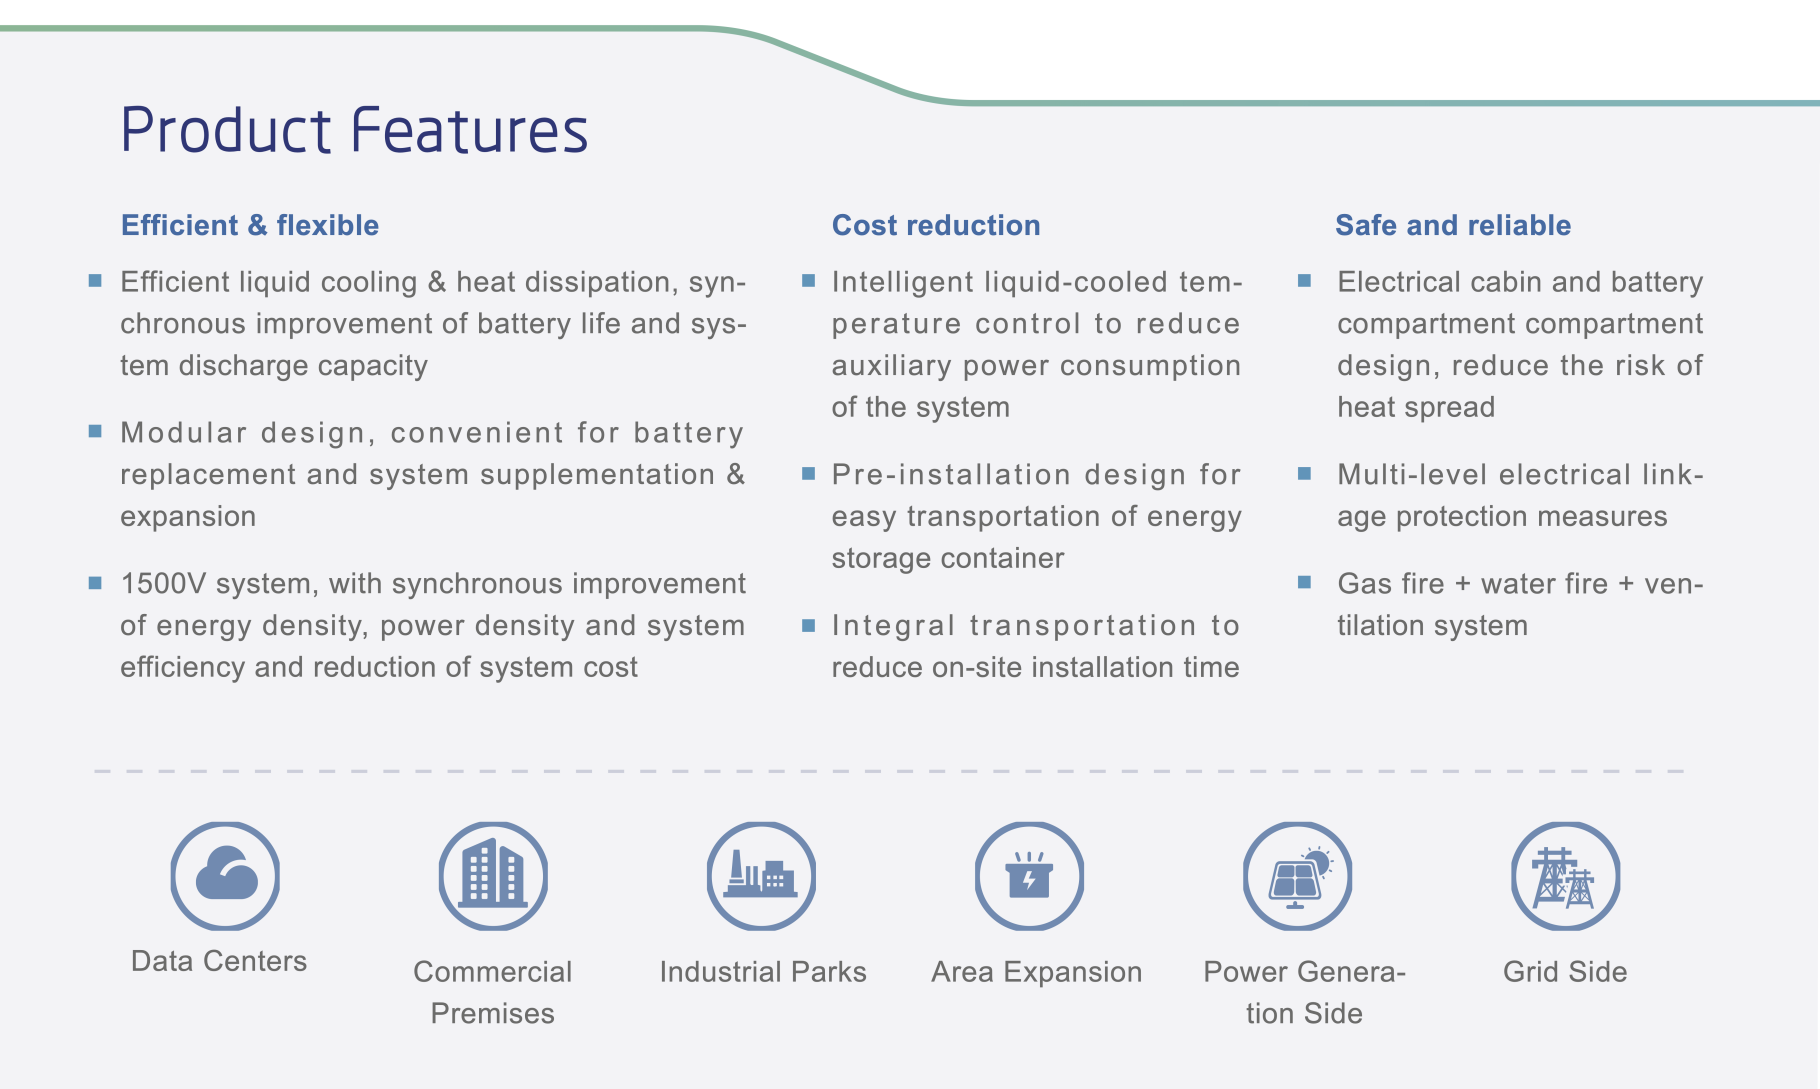 Product Features
Efficient & flexible
Efficient liquid cooling & heat dissipation, syn-
chronous improvement of battery life and sys-
tem discharge capacity
Modular design, convenient for battery
replacement and system supplementation &
expansion
1500V system, with synchronous improvement
of energy density, power density and system
efficiency and reduction of system cost
Cost reduction
Intelligent liquid-cooled tem-
perature control to reduce
auxiliary power consumption
of the system
Pre-installation design for
easy transportation of energy
storage container
Integral transportation to
reduce on-site installation time
Safe and reliable
Electrical cabin and battery
compartment compartment
design, reduce the risk of
heat spread
Multi-level electrical link-
age protection measures
Gas fire + water fire + ven-
tilation system
Data Centers
Commercial
Premises
Industrial Parks
Area Expansion
Power Genera-
tion Side
Grid Side